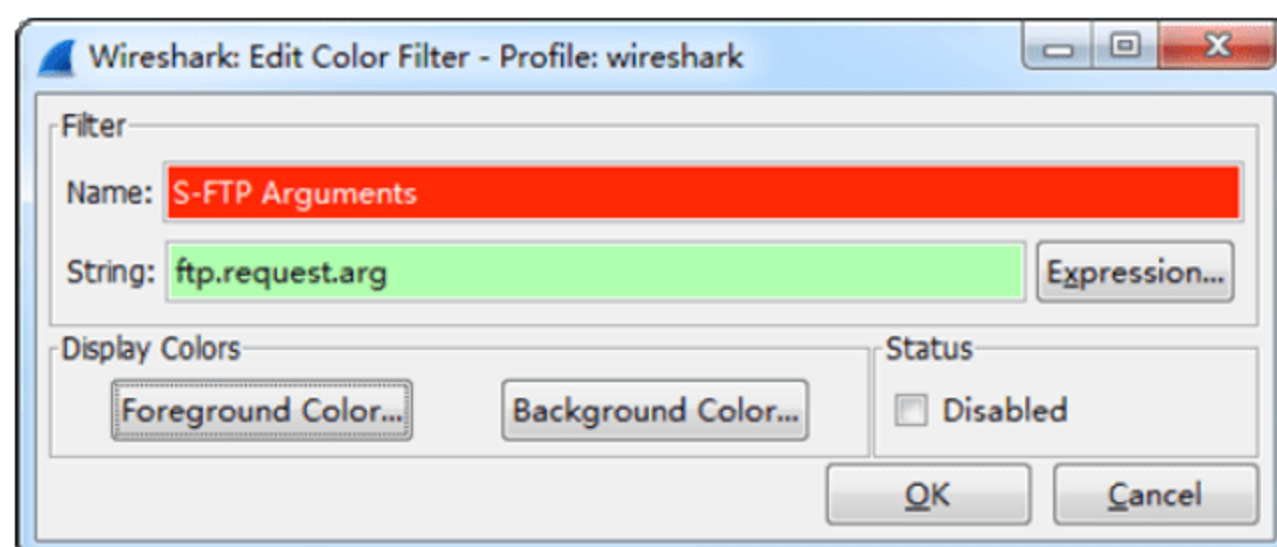 Wireshark: Edit Color Filter - Profile: wireshark
Filter
Name: S-FTP Arguments
String: ftp.request.arg Expression...
Display Colors Status
Foreground Color... Background Color... Disabled
OK Cancel